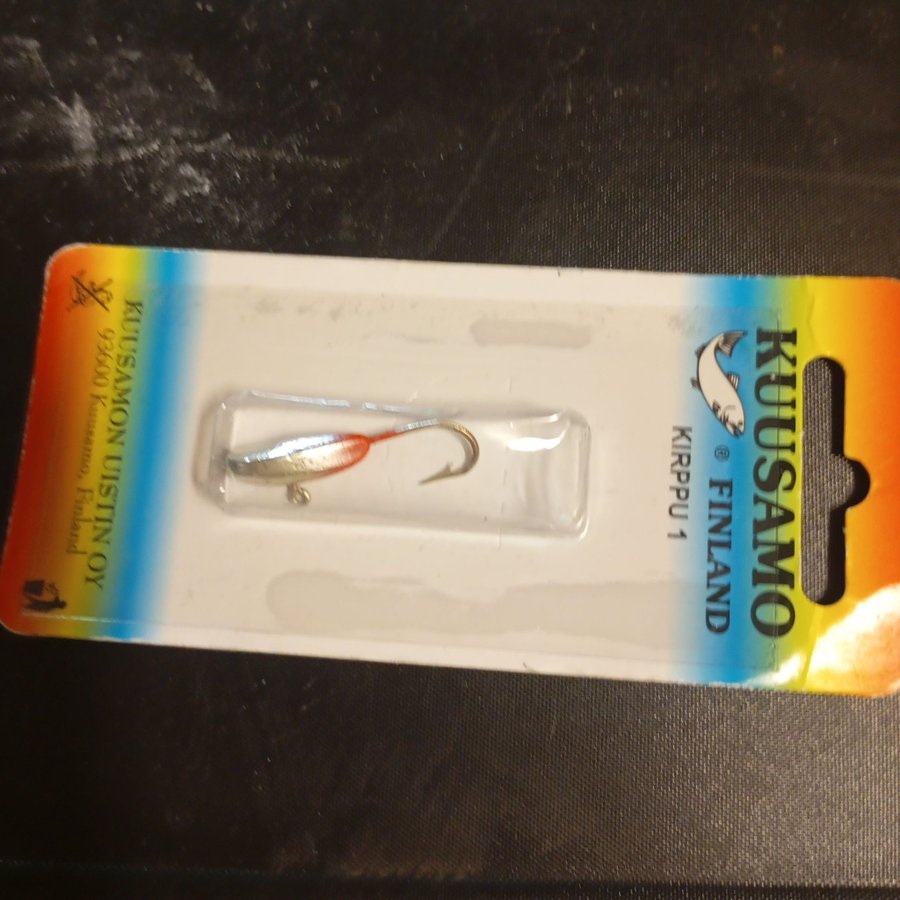 KUUSAMO
® FINLAND
KIRPPU 1
KUUSAMON UISTIN OY
93600 Kuusamo, Finland